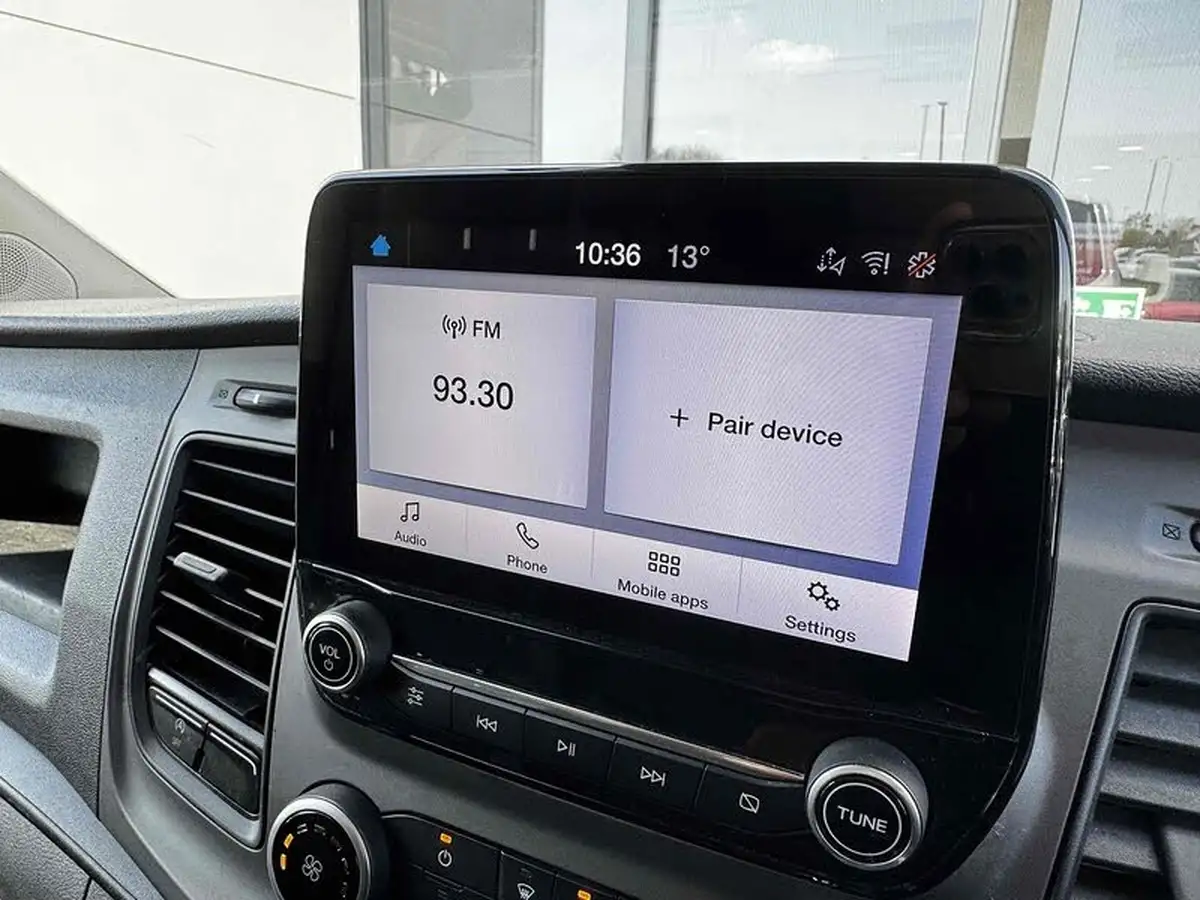 10:36 13°
FM
93.30
+ Pair device
Audio
Phone
Mobile apps
Settings
VOL
TUNE